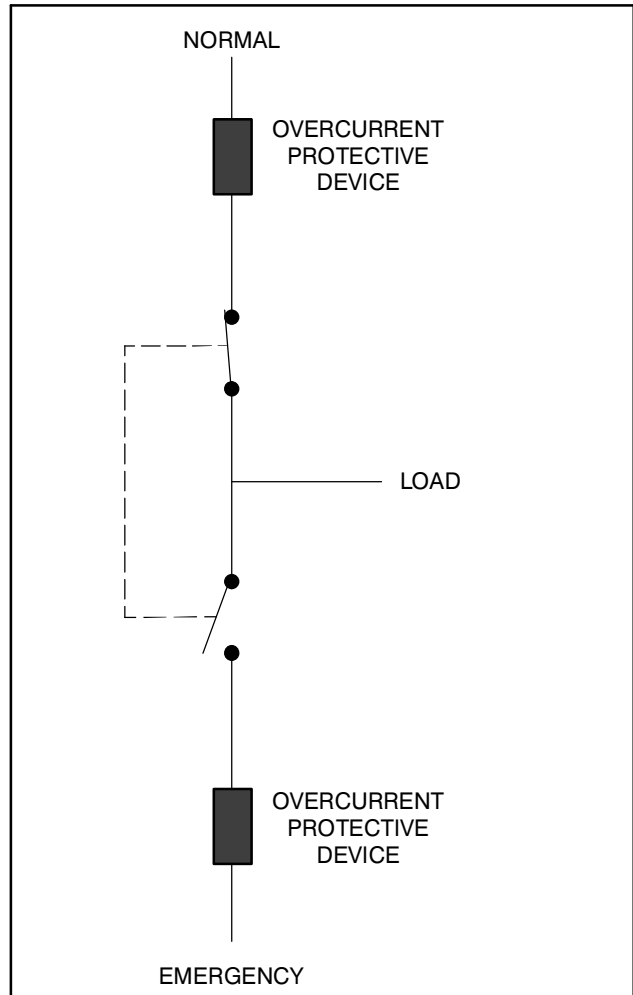 NORMAL
OVERCURRENT
PROTECTIVE
DEVICE
LOAD
OVERCURRENT
PROTECTIVE
DEVICE
EMERGENCY